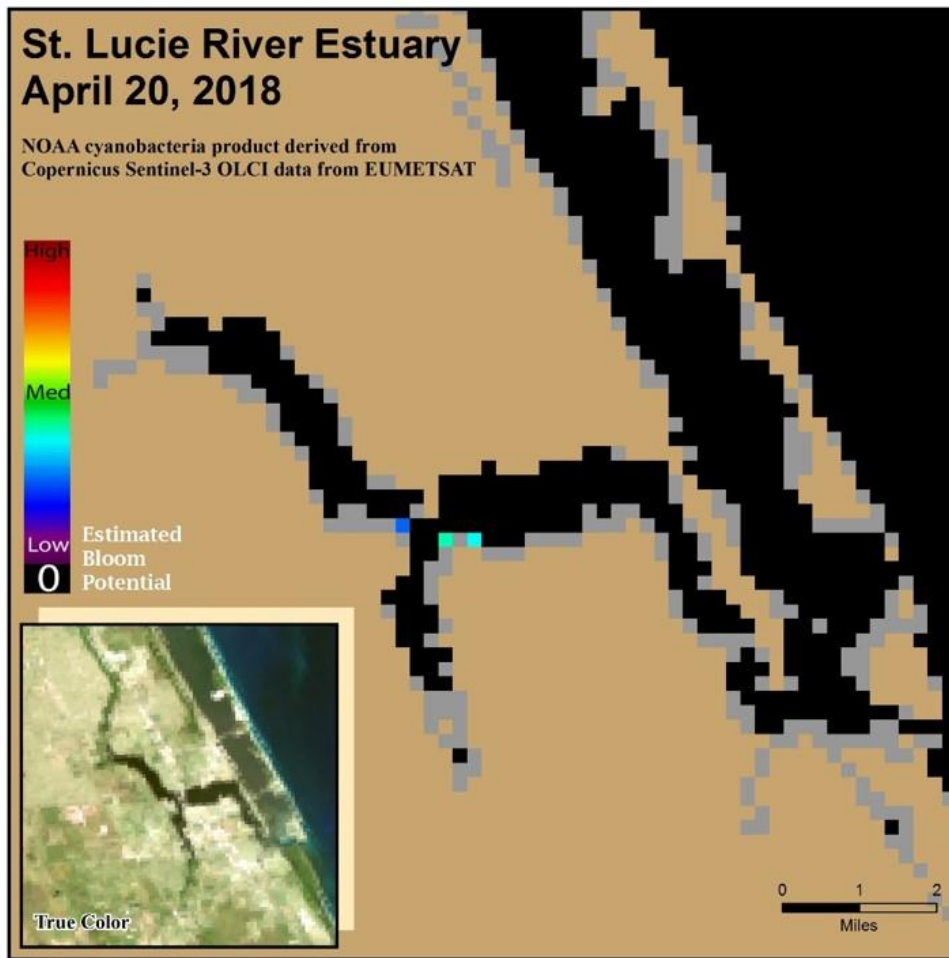 St. Lucie River Estuary
April 20, 2018
NOAA cyanobacteria product derived from
Copernicus Sentinel-3 OLCI data from EUMETSAT
High
Med
Low
0
Estimated
Bloom
Potential
True Color
0 1 2
Miles